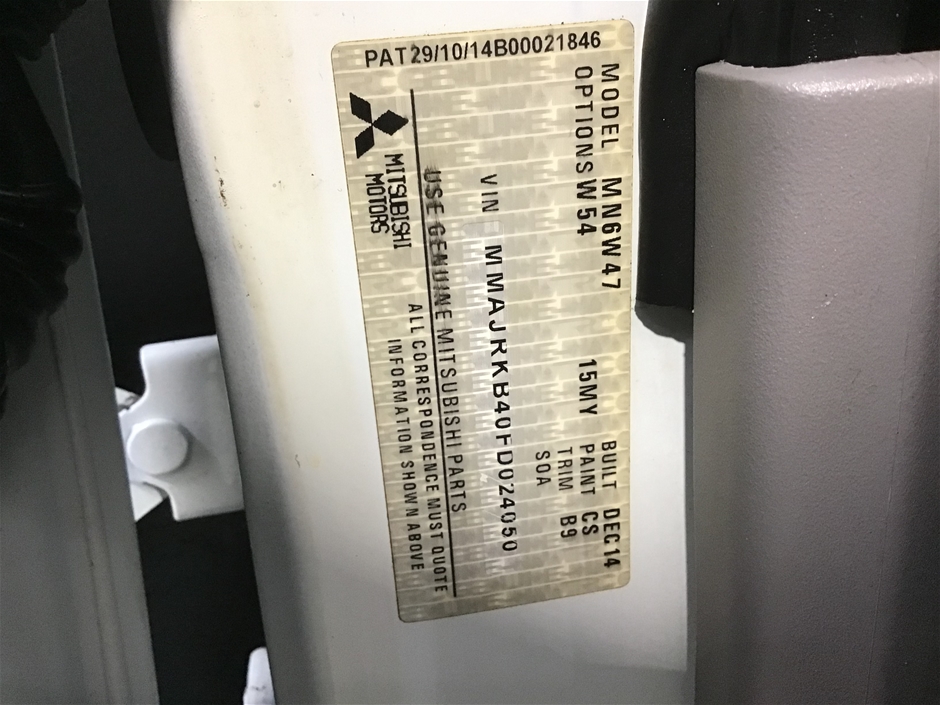 PAT29/10/14B00021846
MODEL MN6W47 BUILT DEC14
OPTIONS W54 15MY PAINT CS
TRIM B9
SOA
VIN MMAJRKB40FD024050
USE GENUINE MITSUBISHI PARTS
MITSUBISHI
MOTORS
ALL CORRESPONDENCE MUST QUOTE
INFORMATION SHOWN ABOVE